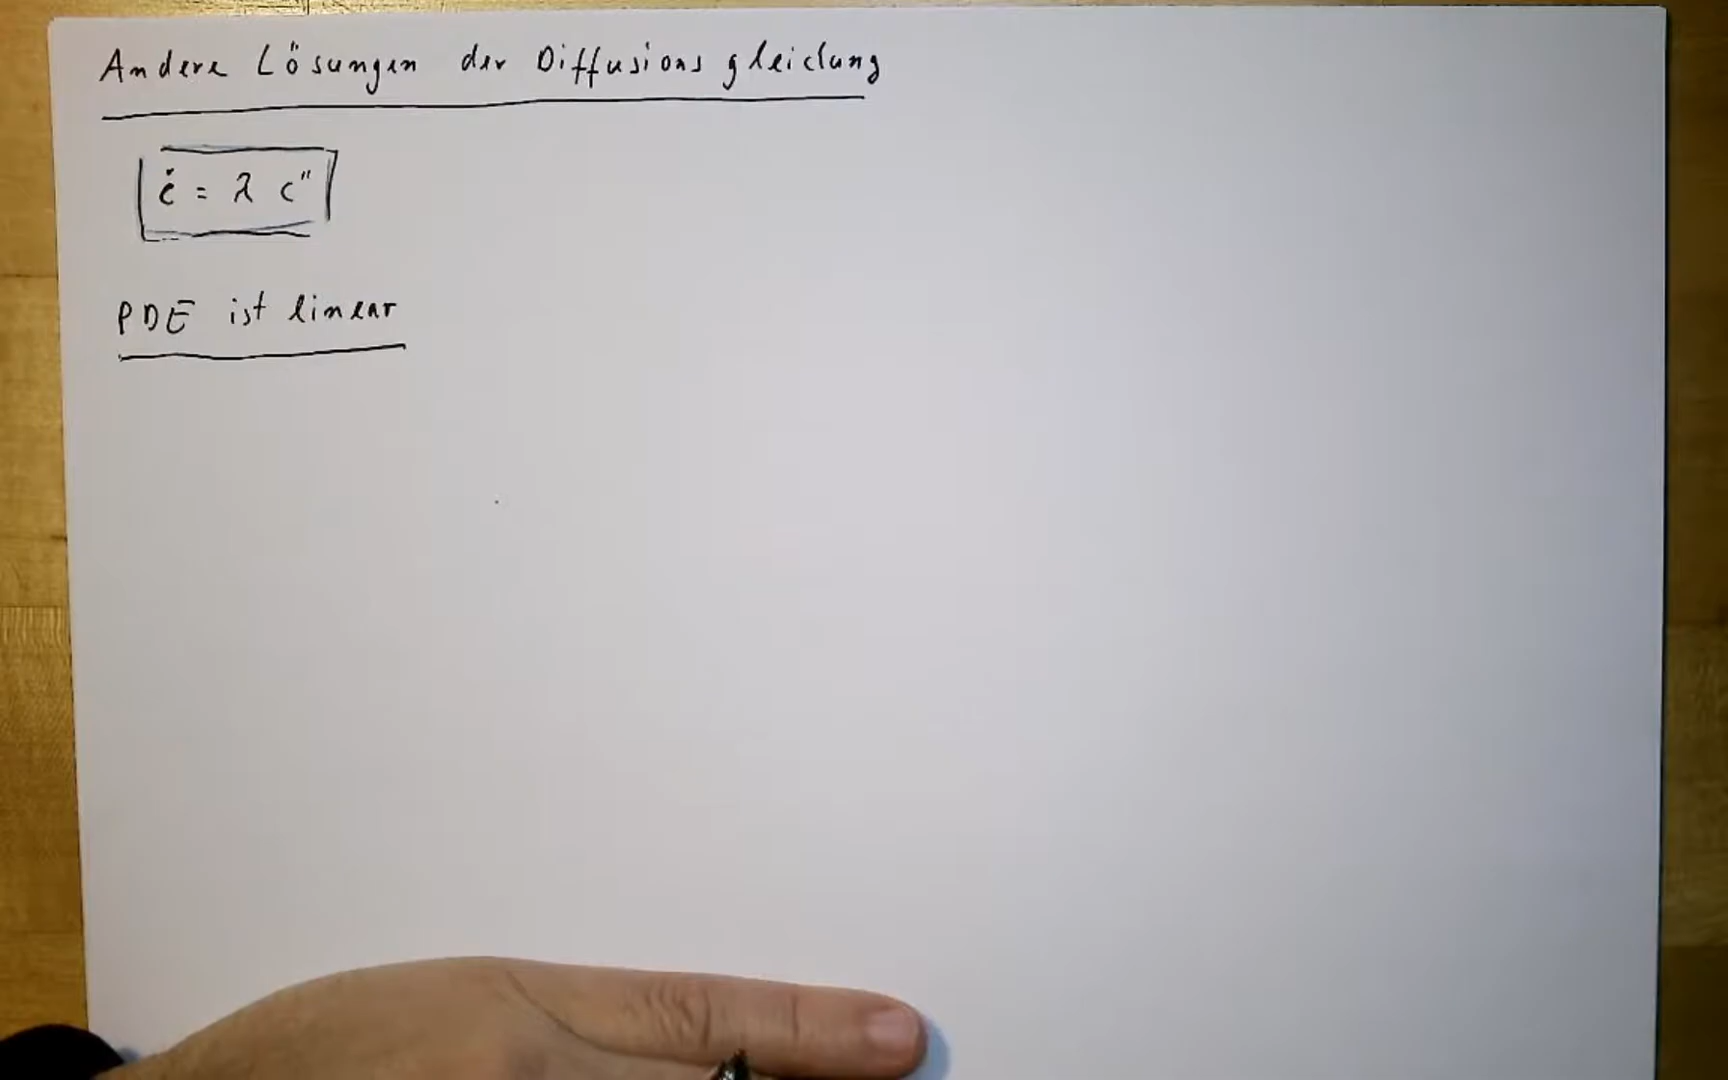 Andere Lösungen der Diffusionsgleichung
ċ = λ c"
PDE ist linear